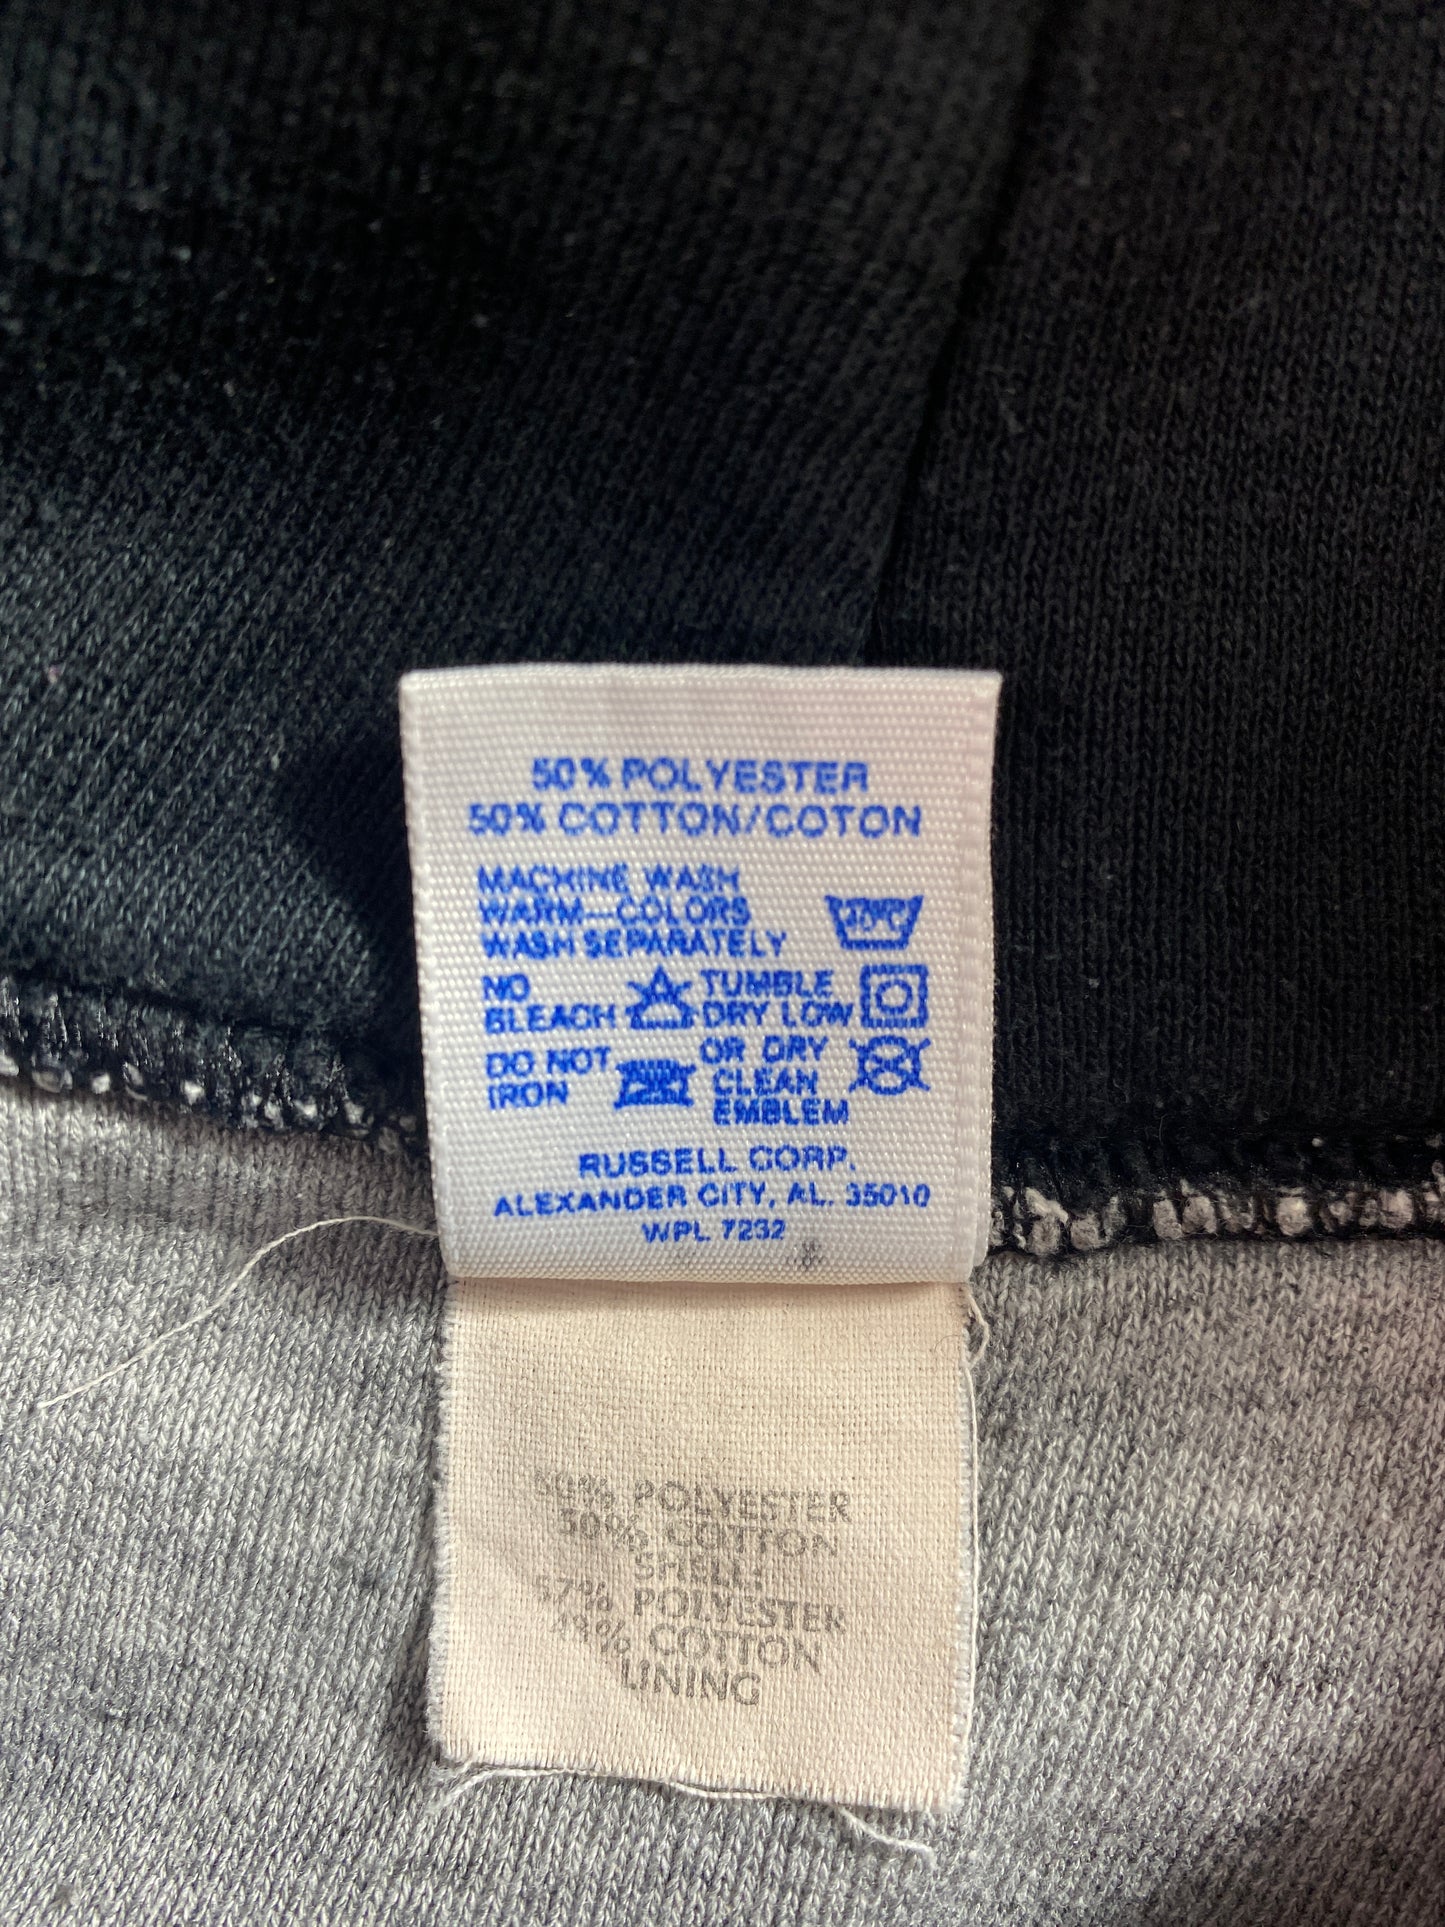 50% POLYESTER
50% COTTON/COTON
MACHINE WASH
WARM—COLORS
WASH SEPARATELY
NO
BLEACH
TUMBLE
DRY LOW
DO NOT
IRON
OR DRY
CLEAN
EMBLEM
RUSSELL CORP.
ALEXANDER CITY, AL. 35010
WPL 7232
50% POLYESTER
50% COTTON
SHELL:
POLYESTER
COTTON
LINING